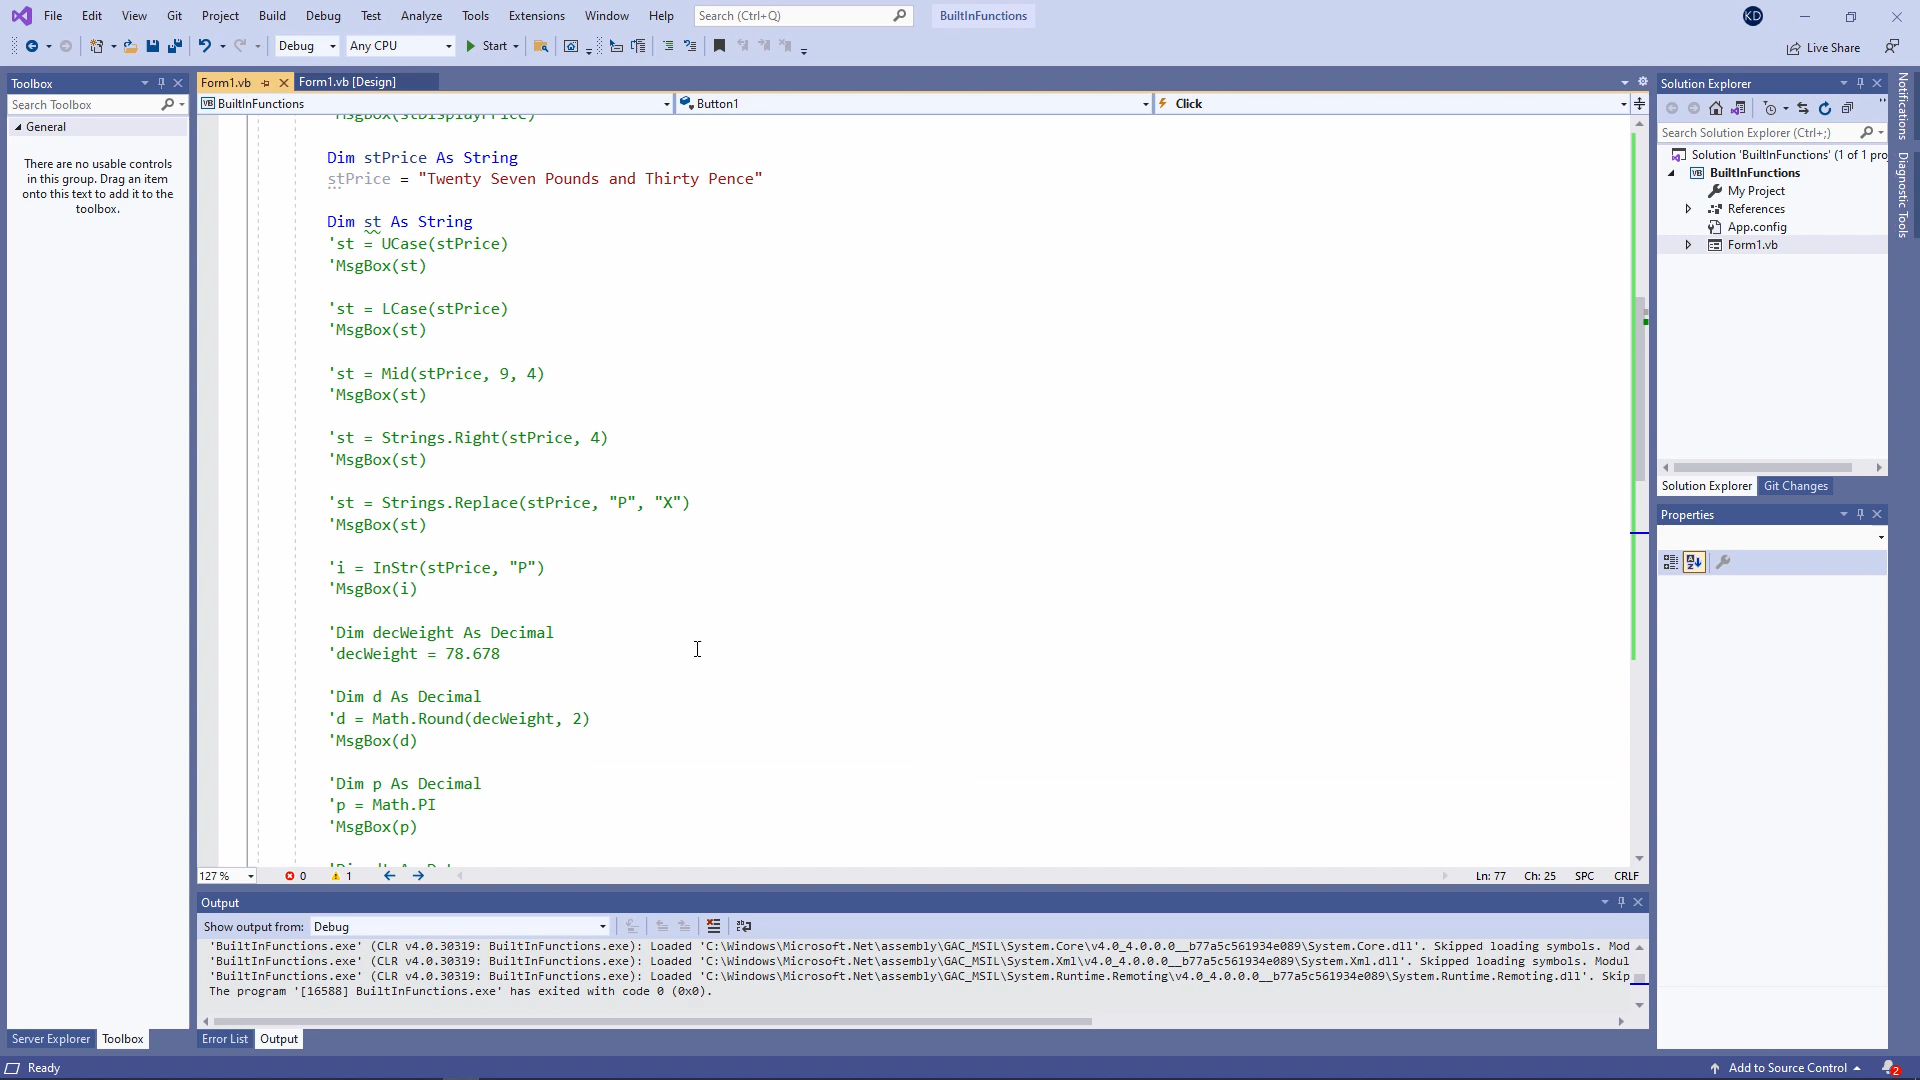 File Edit View Git Project Build Debug Test Analyze Tools Extensions Window Help Search (Ctrl+Q) BuiltInFunctions KD
Debug Any CPU Start Live Share
Toolbox
Search Toolbox
General
There are no usable controls
in this group. Drag an item
onto this text to add it to the
toolbox.
Server Explorer Toolbox
Form1.vb Form1.vb [Design]
VB BuiltInFunctions Button1 Click
'MsgBox(stDisplayPrice)
Dim stPrice As String
stPrice = "Twenty Seven Pounds and Thirty Pence"
Dim st As String
'st = UCase(stPrice)
'MsgBox(st)
'st = LCase(stPrice)
'MsgBox(st)
'st = Mid(stPrice, 9, 4)
'MsgBox(st)
'st = Strings.Right(stPrice, 4)
'MsgBox(st)
'st = Strings.Replace(stPrice, "P", "X")
'MsgBox(st)
'i = InStr(stPrice, "P")
'MsgBox(i)
'Dim decWeight As Decimal
'decWeight = 78.678
'Dim d As Decimal
'd = Math.Round(decWeight, 2)
'MsgBox(d)
'Dim p As Decimal
'p = Math.PI
'MsgBox(p)
127 % 0 1 Ln: 77 Ch: 25 SPC CRLF
Output
Show output from: Debug
'BuiltInFunctions.exe' (CLR v4.0.30319: BuiltInFunctions.exe): Loaded 'C:\Windows\Microsoft.Net\assembly\GAC_MSIL\System.Core\v4.0_4.0.0.0__b77a5c561934e089\System.Core.dll'. Skipped loading symbols. Mod
'BuiltInFunctions.exe' (CLR v4.0.30319: BuiltInFunctions.exe): Loaded 'C:\Windows\Microsoft.Net\assembly\GAC_MSIL\System.Xml\v4.0_4.0.0.0__b77a5c561934e089\System.Xml.dll'. Skipped loading symbols. Modul
'BuiltInFunctions.exe' (CLR v4.0.30319: BuiltInFunctions.exe): Loaded 'C:\Windows\Microsoft.Net\assembly\GAC_MSIL\System.Runtime.Remoting\v4.0_4.0.0.0__b77a5c561934e089\System.Runtime.Remoting.dll'. Skip
The program '[16588] BuiltInFunctions.exe' has exited with code 0 (0x0).
Error List Output
Solution Explorer
Search Solution Explorer (Ctrl+;)
Solution 'BuiltInFunctions' (1 of 1 proj
VB BuiltInFunctions
My Project
References
App.config
Form1.vb
Solution Explorer Git Changes
Properties
Notifications
Diagnostic Tools
Ready Add to Source Control 2